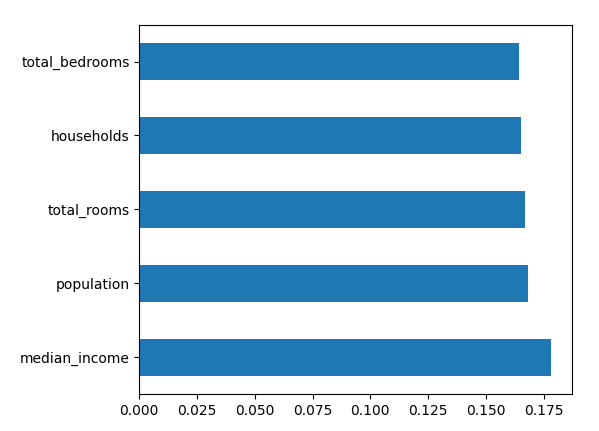 total_bedrooms
households
total_rooms
population
median_income
0.000 0.025 0.050 0.075 0.100 0.125 0.150 0.175